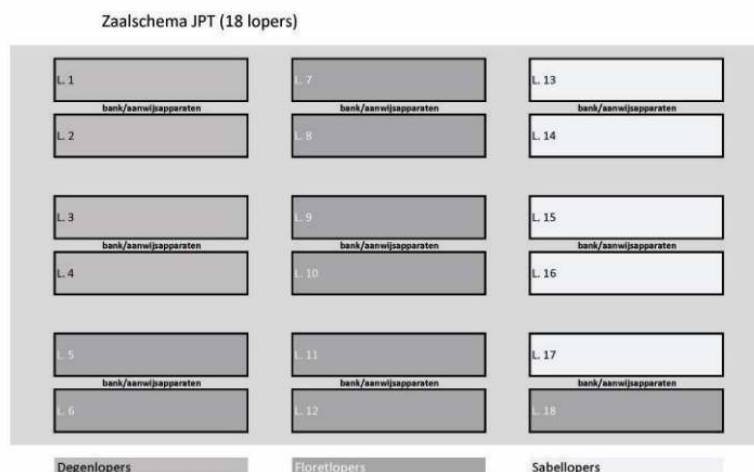 Zaalschema JPT (18 lopers)
L. 1
L. 7
L. 13
bank/aanwijsapparaten
bank/aanwijsapparaten
bank/aanwijsapparaten
L. 2
L. 8
L. 14
L. 3
L. 9
L. 15
bank/aanwijsapparaten
bank/aanwijsapparaten
bank/aanwijsapparaten
L. 4
L. 10
L. 16
L. 5
L. 11
L. 17
bank/aanwijsapparaten
bank/aanwijsapparaten
bank/aanwijsapparaten
L. 6
L. 12
L. 18
Degenlopers
Floretlopers
Sabellopers